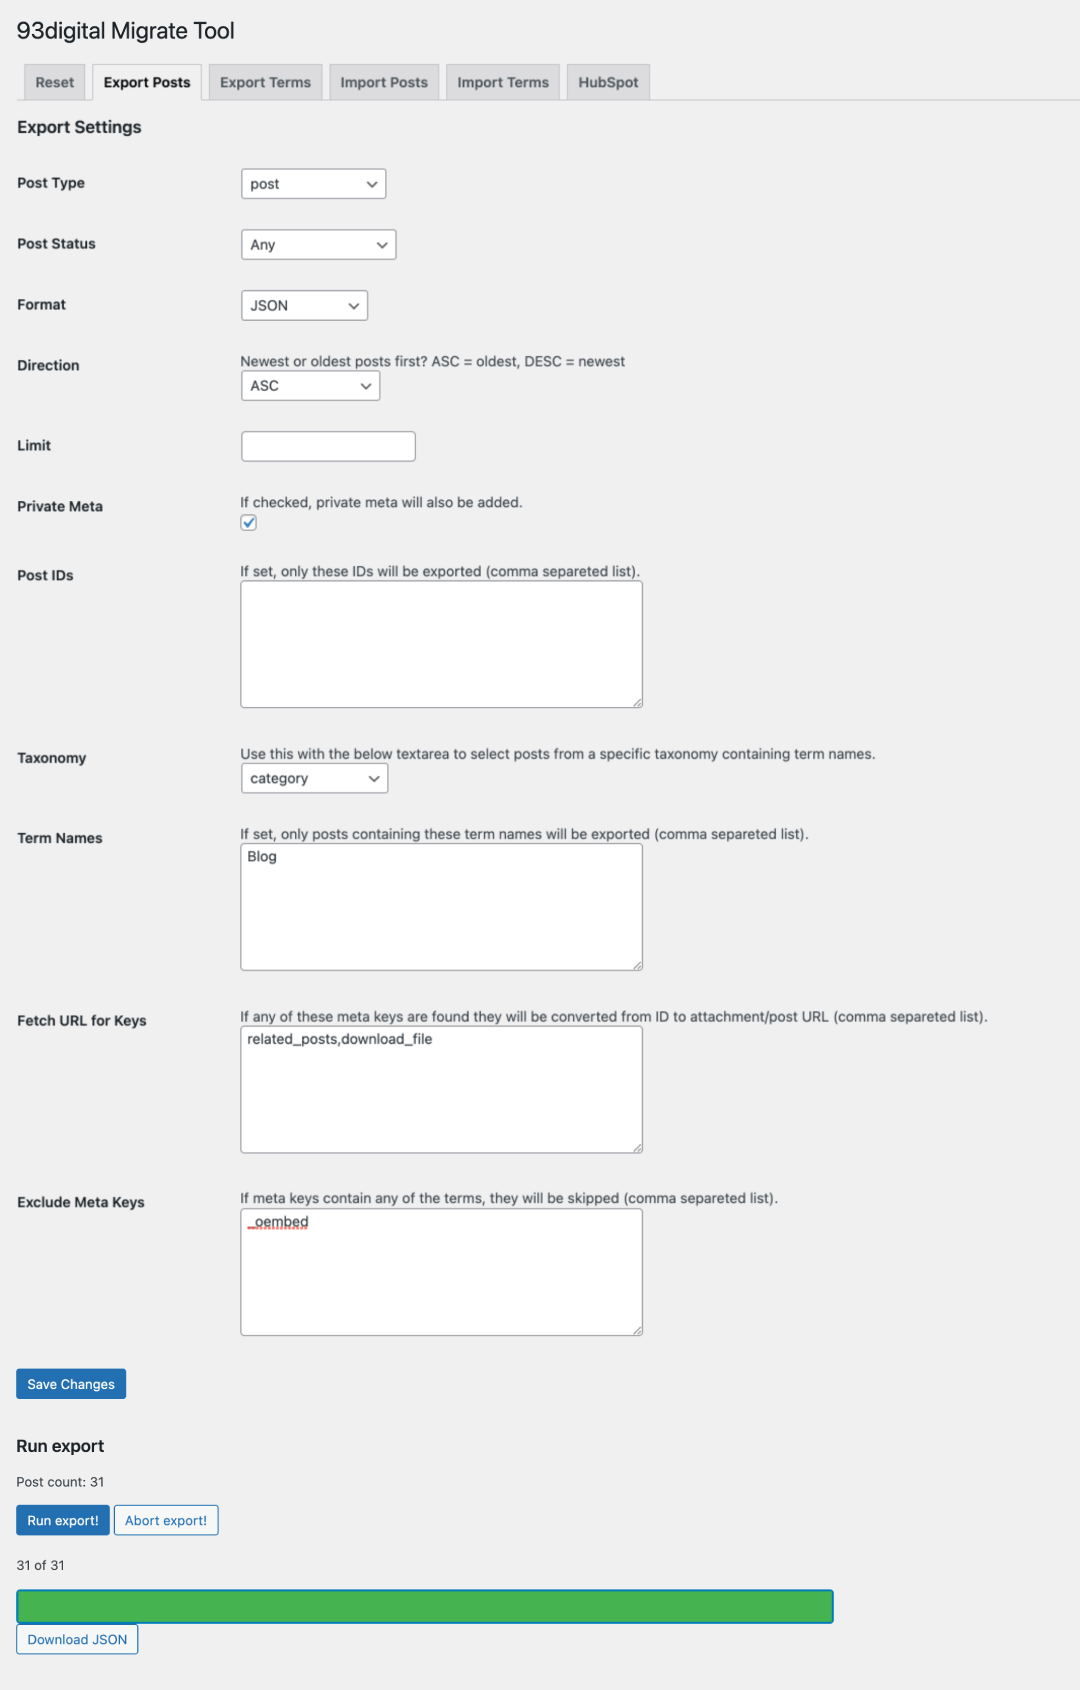 93digital Migrate Tool
Reset Export Posts Export Terms Import Posts Import Terms HubSpot
Export Settings
Post Type post
Post Status Any
Format JSON
Newest or oldest posts first? ASC = oldest, DESC = newest
Direction
ASC
Limit
If checked, private meta will also be added.
Private Meta
If set, only these IDs will be exported (comma separeted list).
Post IDs
Use this with the below textarea to select posts from a specific taxonomy containing term names.
Taxonomy
category
If set, only posts containing these term names will be exported (comma separeted list).
Term Names
Blog
If any of these meta keys are found they will be converted from ID to attachment/post URL (comma separeted list).
Fetch URL for Keys
related_posts,download_file
If meta keys contain any of the terms, they will be skipped (comma separeted list).
Exclude Meta Keys
_oembed
Save Changes
Run export
Post count: 31
Run export! Abort export!
31 of 31
Download JSON